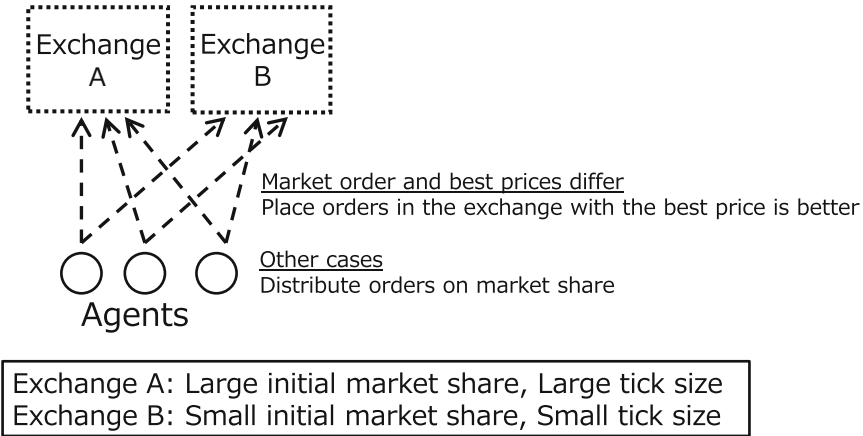 Exchange
A
Exchange
B
Market order and best prices differ
Place orders in the exchange with the best price is better
Other cases
Distribute orders on market share
Agents
Exchange A: Large initial market share, Large tick size
Exchange B: Small initial market share, Small tick size